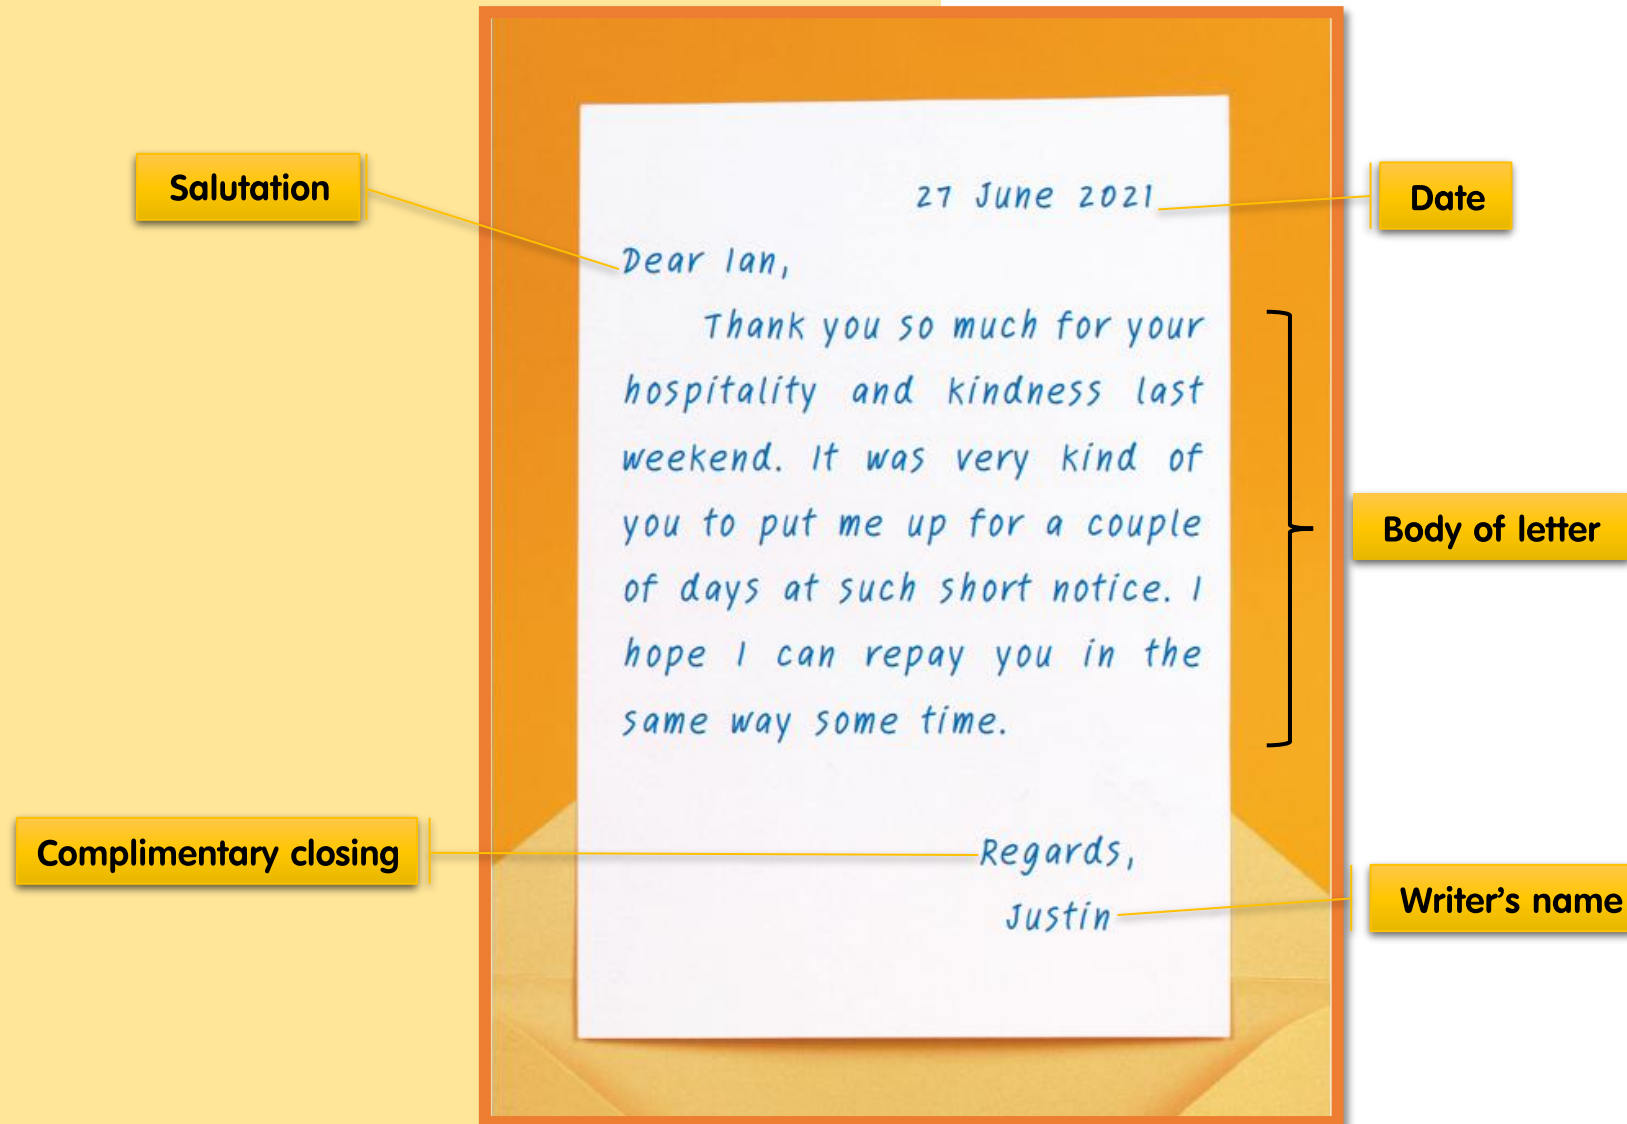 Salutation
27 June 2021
Date
Dear Ian,
Thank you so much for your
hospitality and kindness last
weekend. It was very kind of
you to put me up for a couple
of days at such short notice. I
hope I can repay you in the
same way some time.
Body of letter
Complimentary closing
Regards,
Justin
Writer's name